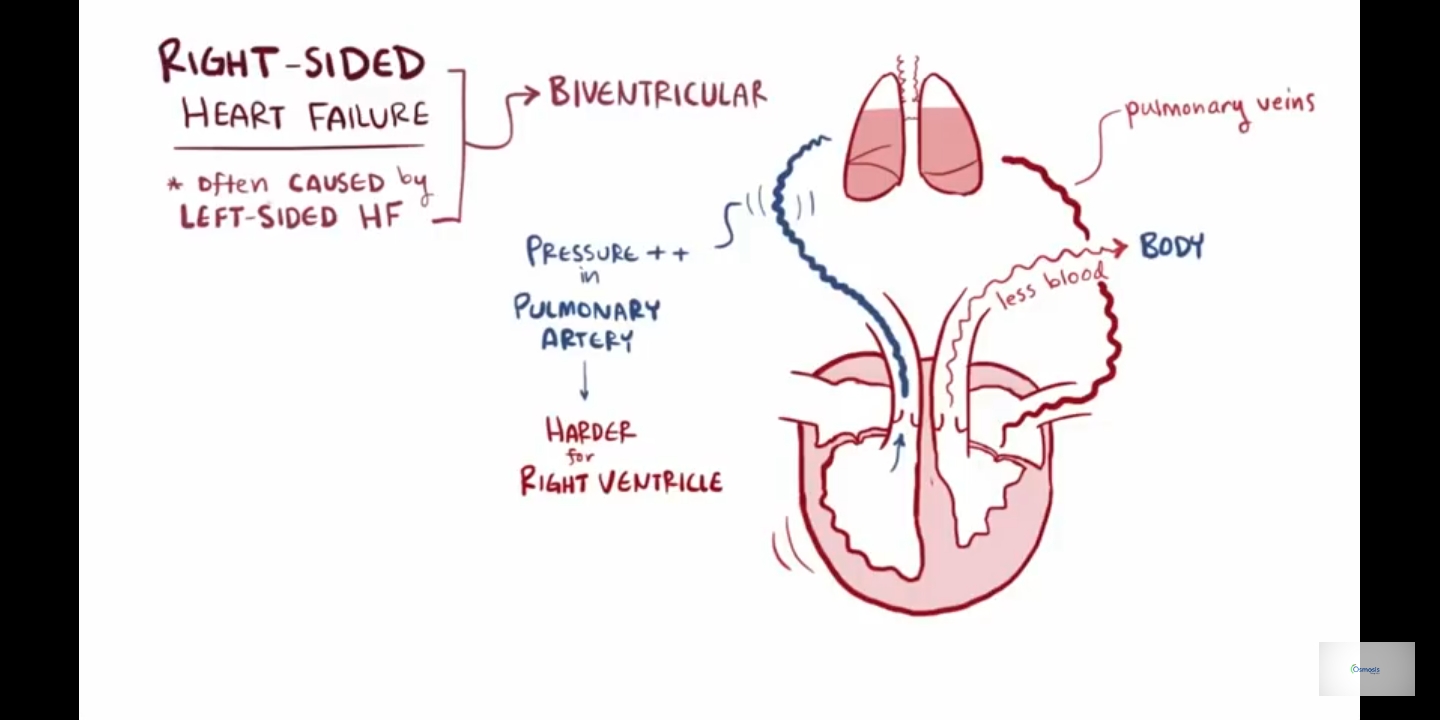 RIGHT-SIDED
HEART FAILURE
* often CAUSED by
LEFT-SIDED HF
BIVENTRICULAR
pulmonary veins
PRESSURE ++
in
PULMONARY
ARTERY
BODY
less blood
HARDER
for
RIGHT VENTRICLE
Osmosis